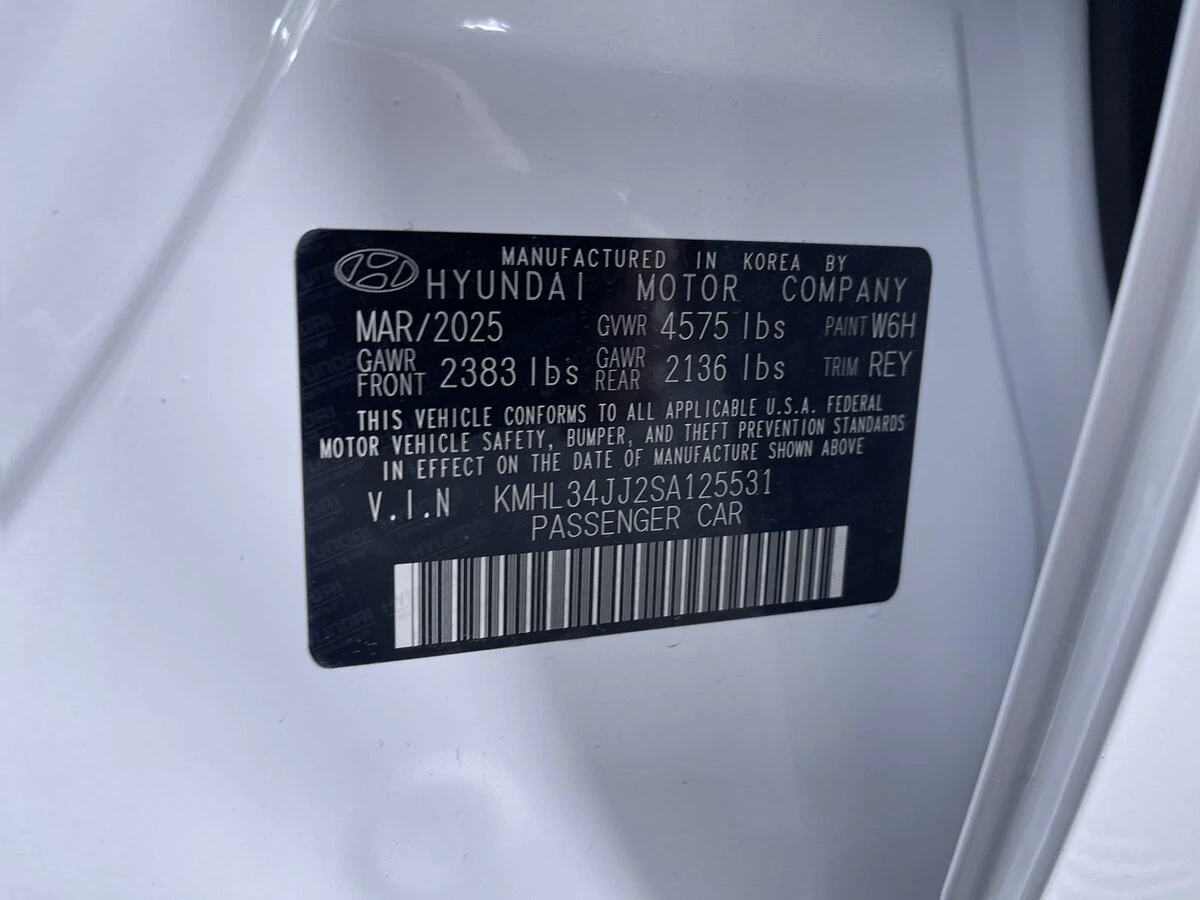 MANUFACTURED IN KOREA BY
HYUNDAI MOTOR COMPANY
MAR/2025 GVWR 4575 lbs PAINT W6H
GAWR FRONT 2383 lbs GAWR REAR 2136 lbs TRIM REY
THIS VEHICLE CONFORMS TO ALL APPLICABLE U.S.A. FEDERAL
MOTOR VEHICLE SAFETY, BUMPER, AND THEFT PREVENTION STANDARDS
IN EFFECT ON THE DATE OF MANUFACTURE SHOWN ABOVE
V.I.N KMHL34JJ2SA125531
PASSENGER CAR